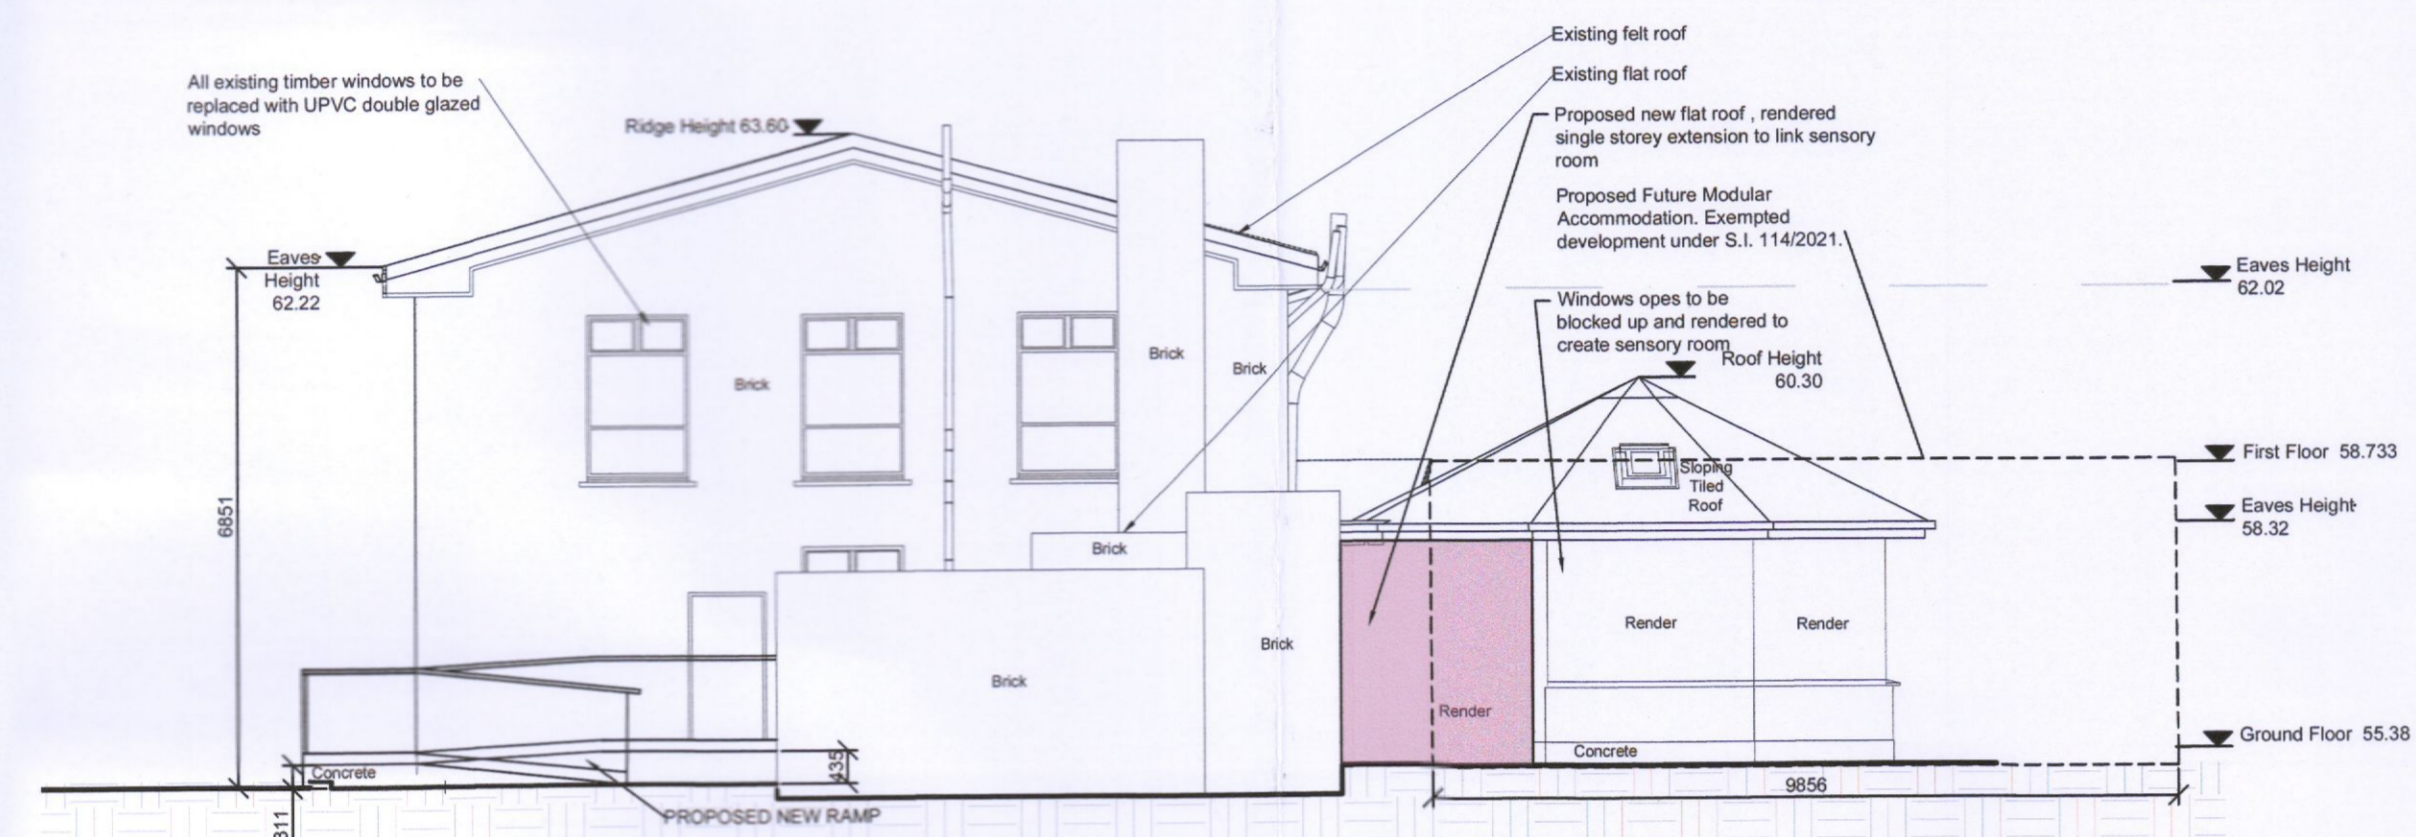 Existing felt roof
Existing flat roof
All existing timber windows to be
replaced with UPVC double glazed
windows
Ridge Height 63.60
Proposed new flat roof , rendered
single storey extension to link sensory
room
Proposed Future Modular
Accommodation. Exempted
development under S.I. 114/2021.
Eaves
Height
62.22
Eaves Height
62.02
Windows opes to be
blocked up and rendered to
create sensory room
Roof Height
60.30
Brick
Brick
Brick
First Floor 58.733
Sloping
Tiled
Roof
Eaves Height
58.32
6851
Brick
Render
Render
Brick
Brick
Render
Ground Floor 55.38
Concrete
435
Concrete
9856
PROPOSED NEW RAMP